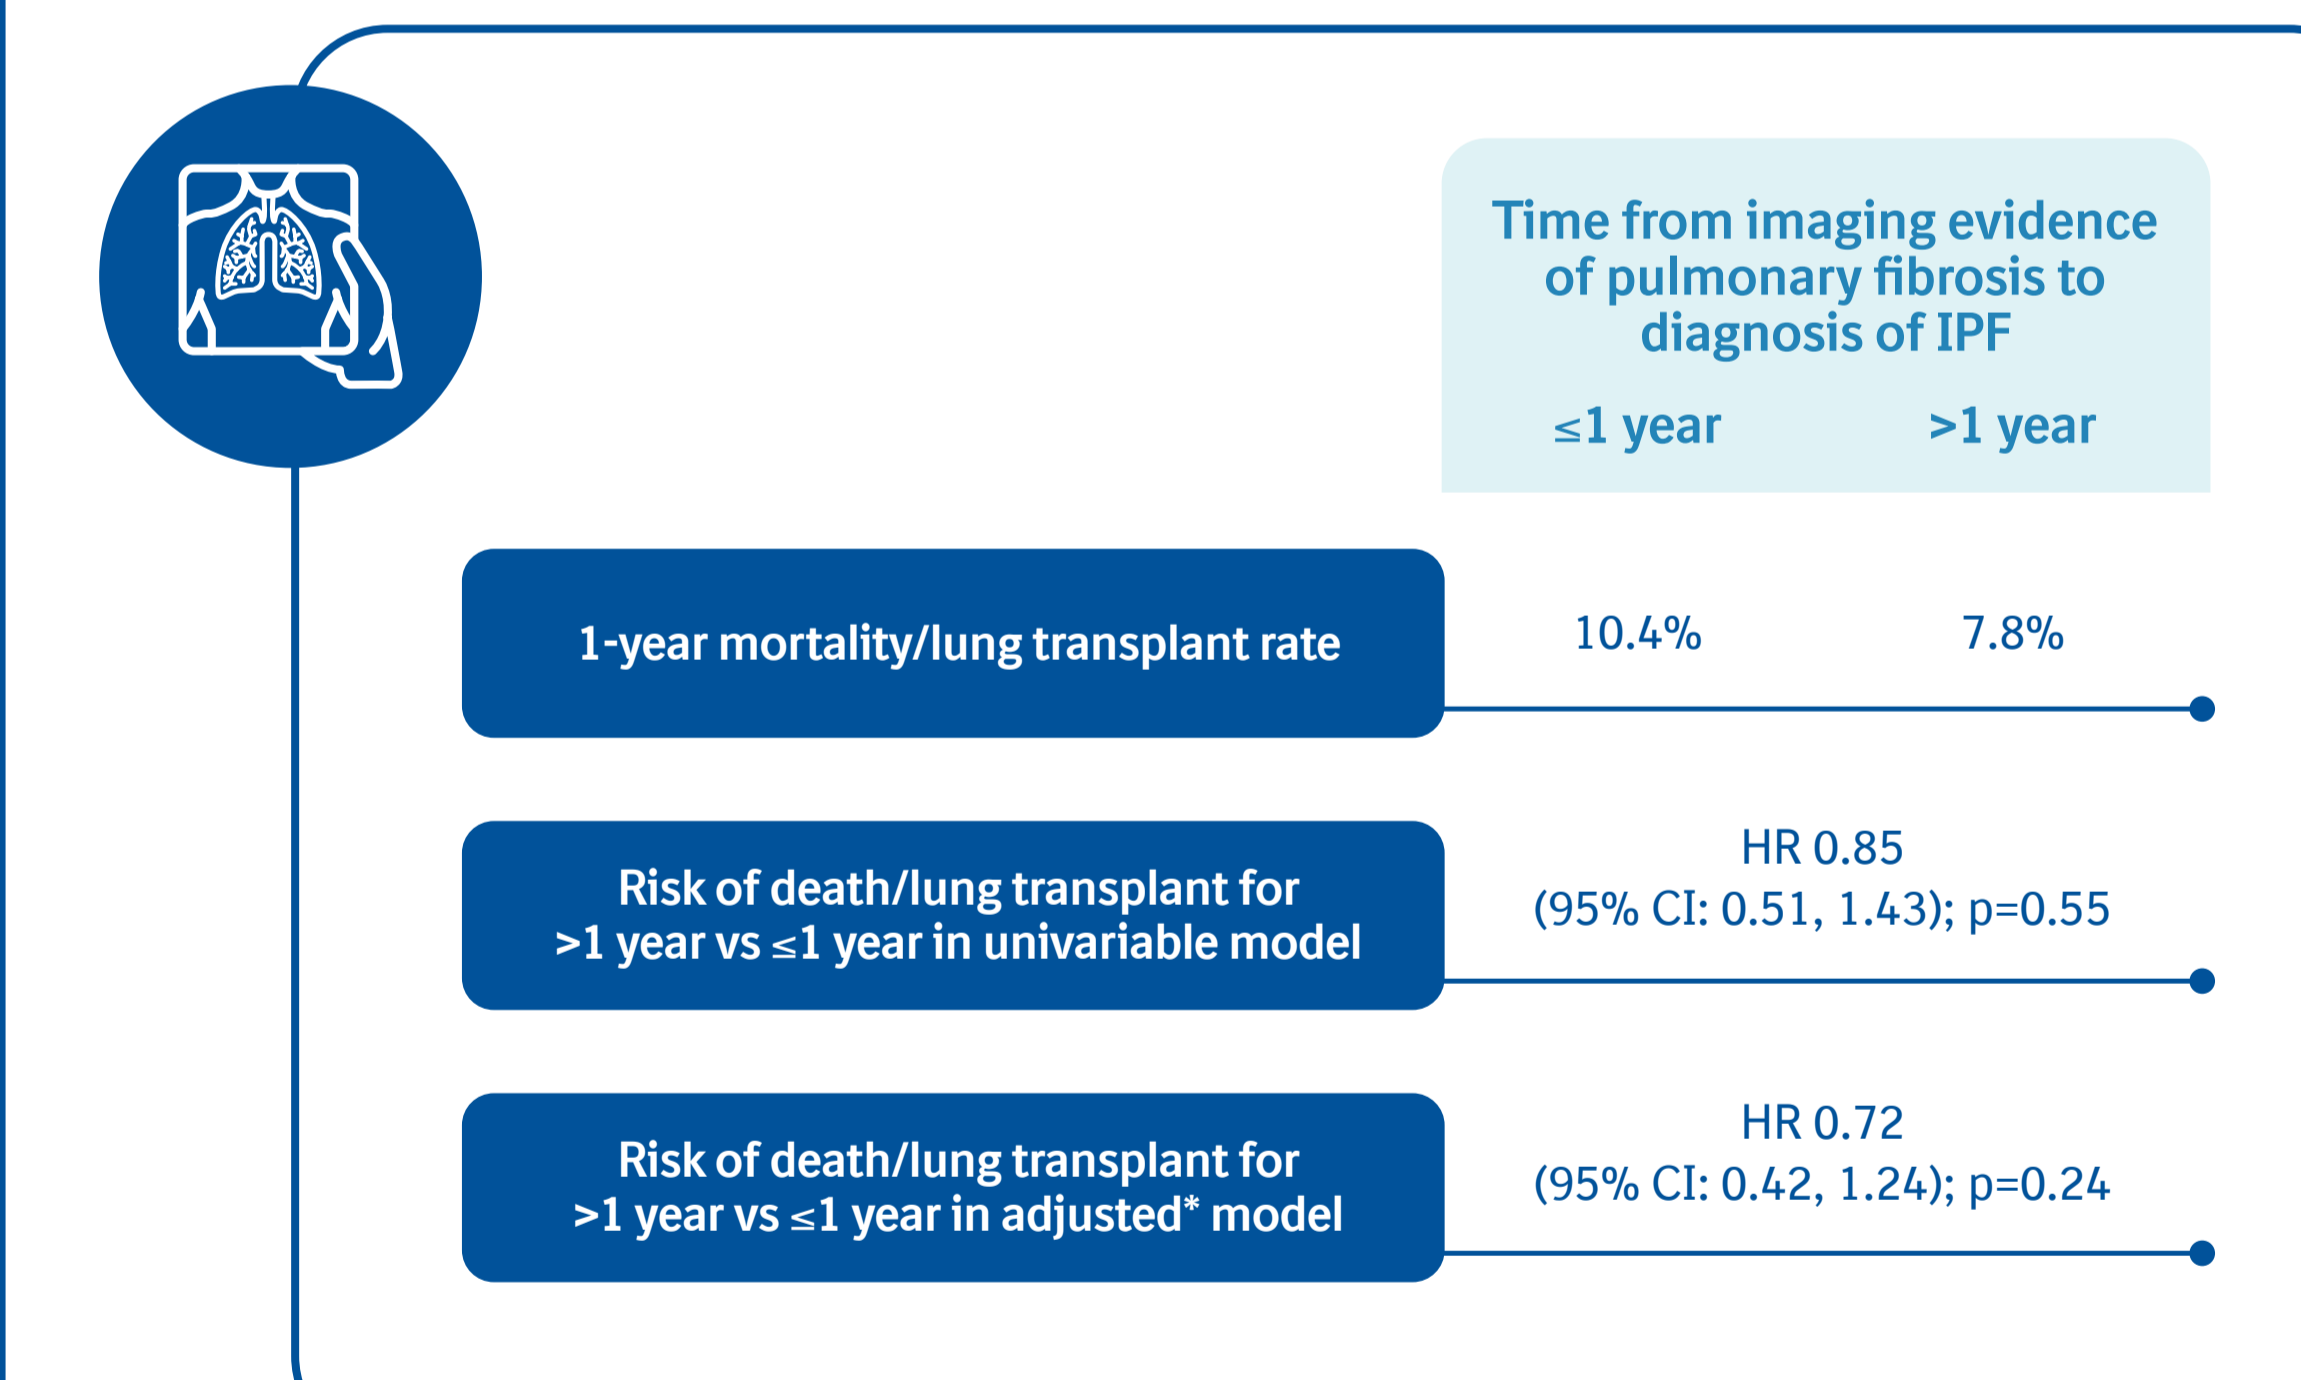 Time from imaging evidence
of pulmonary fibrosis to
diagnosis of IPF
≤1 year >1 year
1-year mortality/lung transplant rate
10.4% 7.8%
Risk of death/lung transplant for
>1 year vs ≤1 year in univariable model
HR 0.85
(95% CI: 0.51, 1.43); p=0.55
Risk of death/lung transplant for
>1 year vs ≤1 year in adjusted* model
HR 0.72
(95% CI: 0.42, 1.24); p=0.24